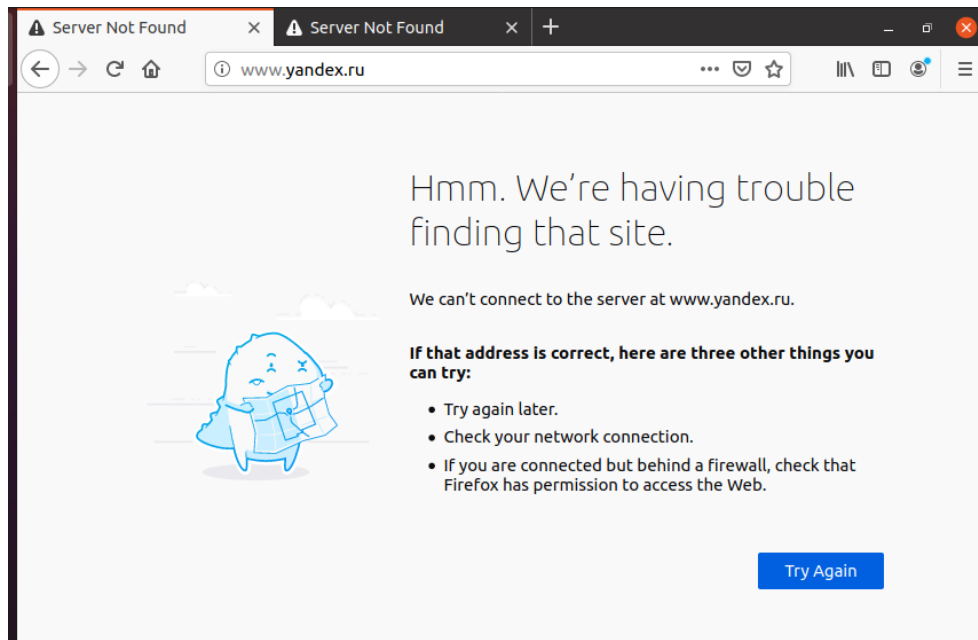 Server Not Found
Server Not Found
www.yandex.ru
Hmm. We’re having trouble
finding that site.
We can’t connect to the server at www.yandex.ru.
If that address is correct, here are three other things you
can try:
• Try again later.
• Check your network connection.
• If you are connected but behind a firewall, check that
Firefox has permission to access the Web.
Try Again